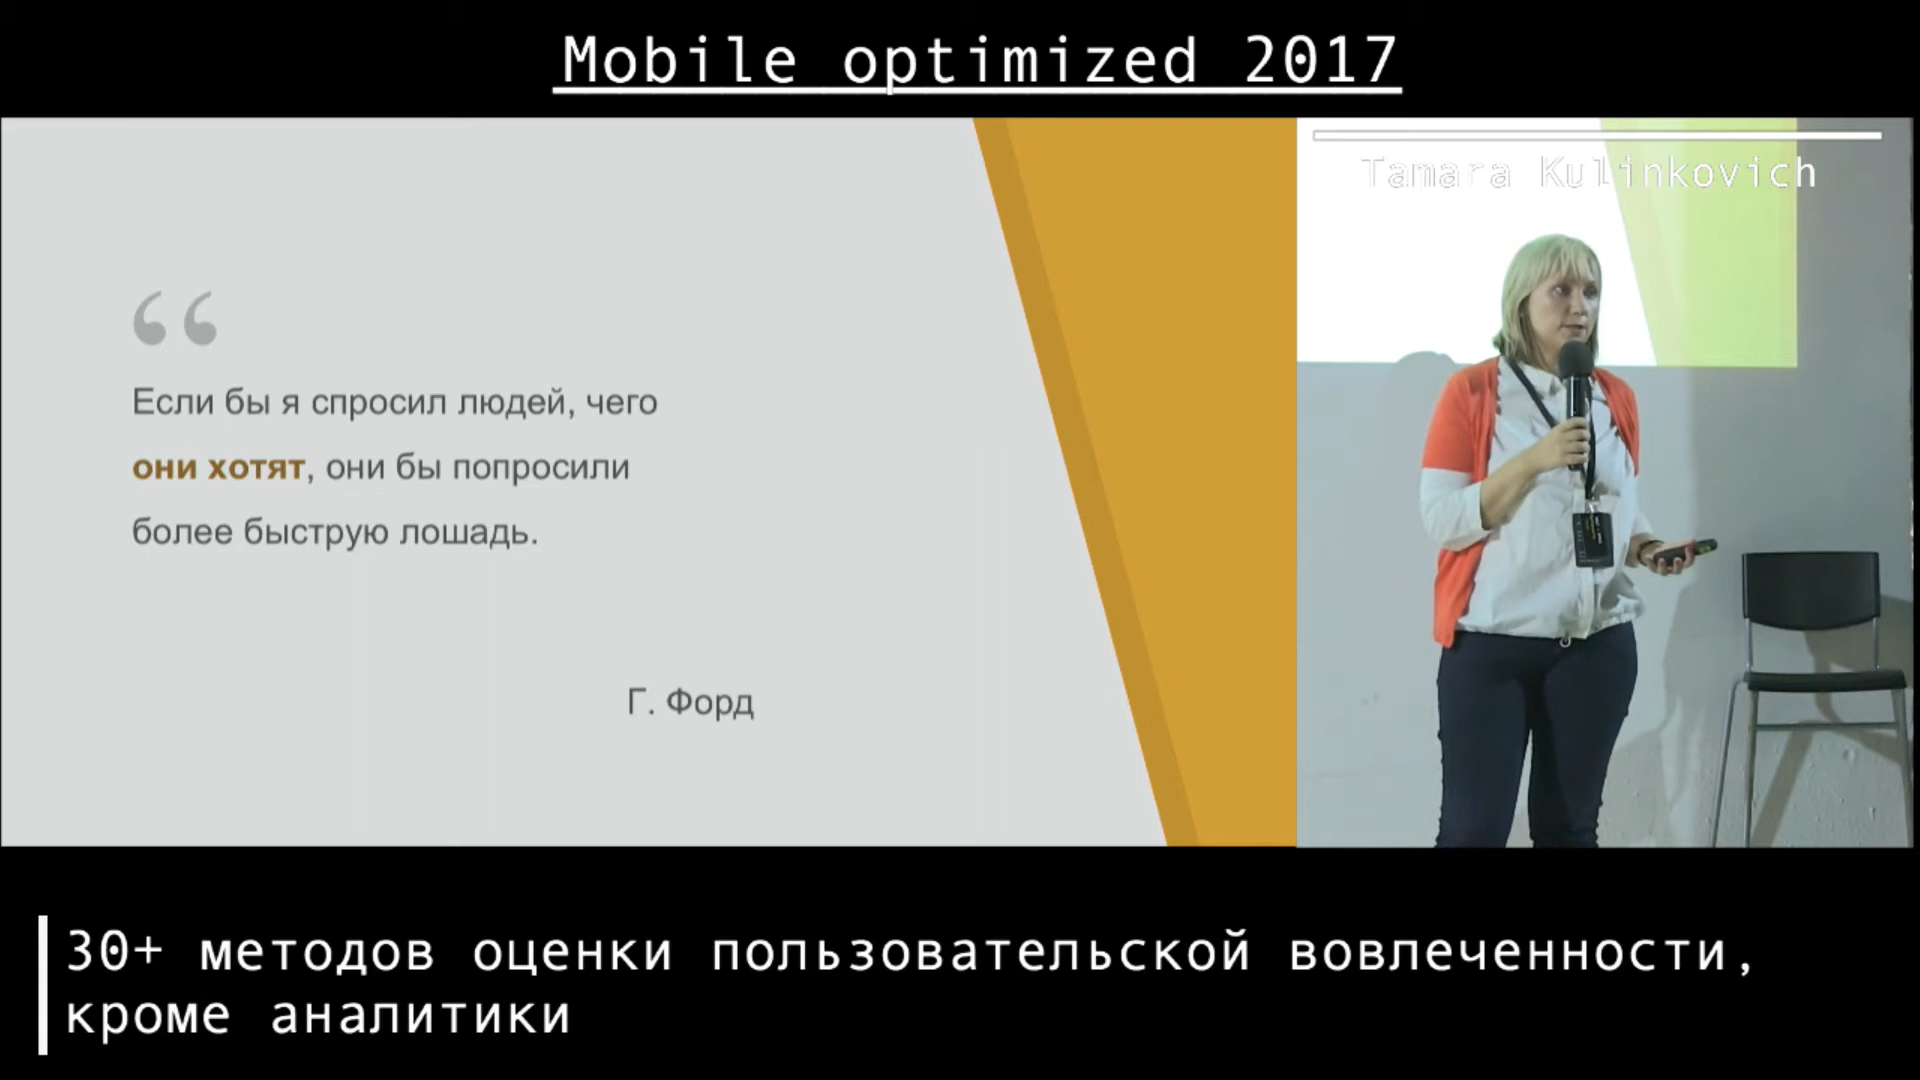 Mobile optimized 2017
Tamara Kulinkovich
“
Если бы я спросил людей, чего
они хотят, они бы попросили
более быструю лошадь.
Г. Форд
30+ методов оценки пользовательской вовлеченности,
кроме аналитики